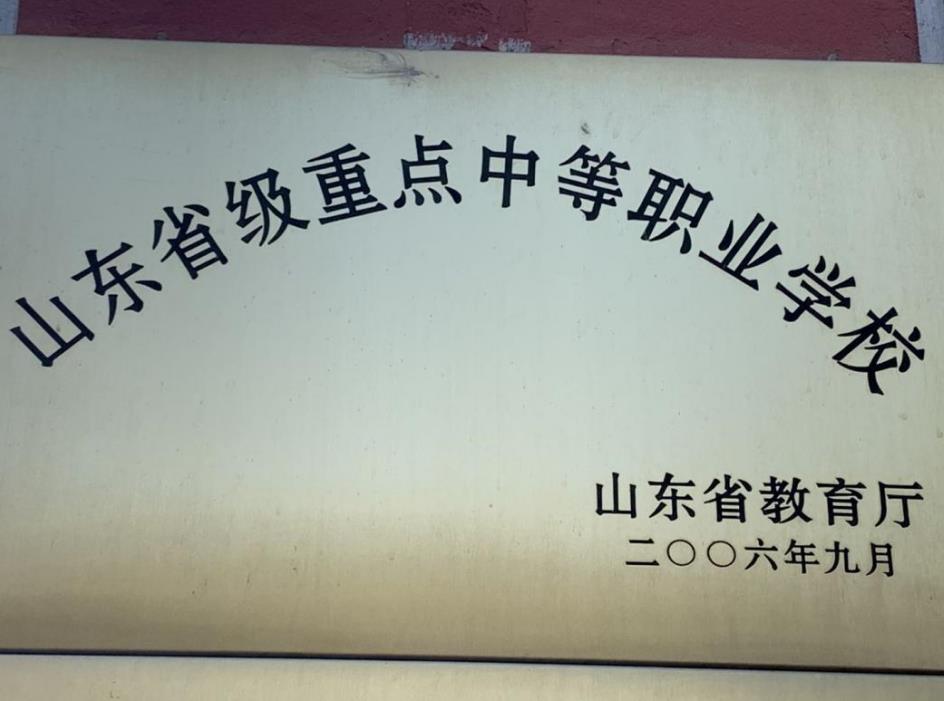 山东省级重点中等职业学校
山东省教育厅
二〇〇六年九月